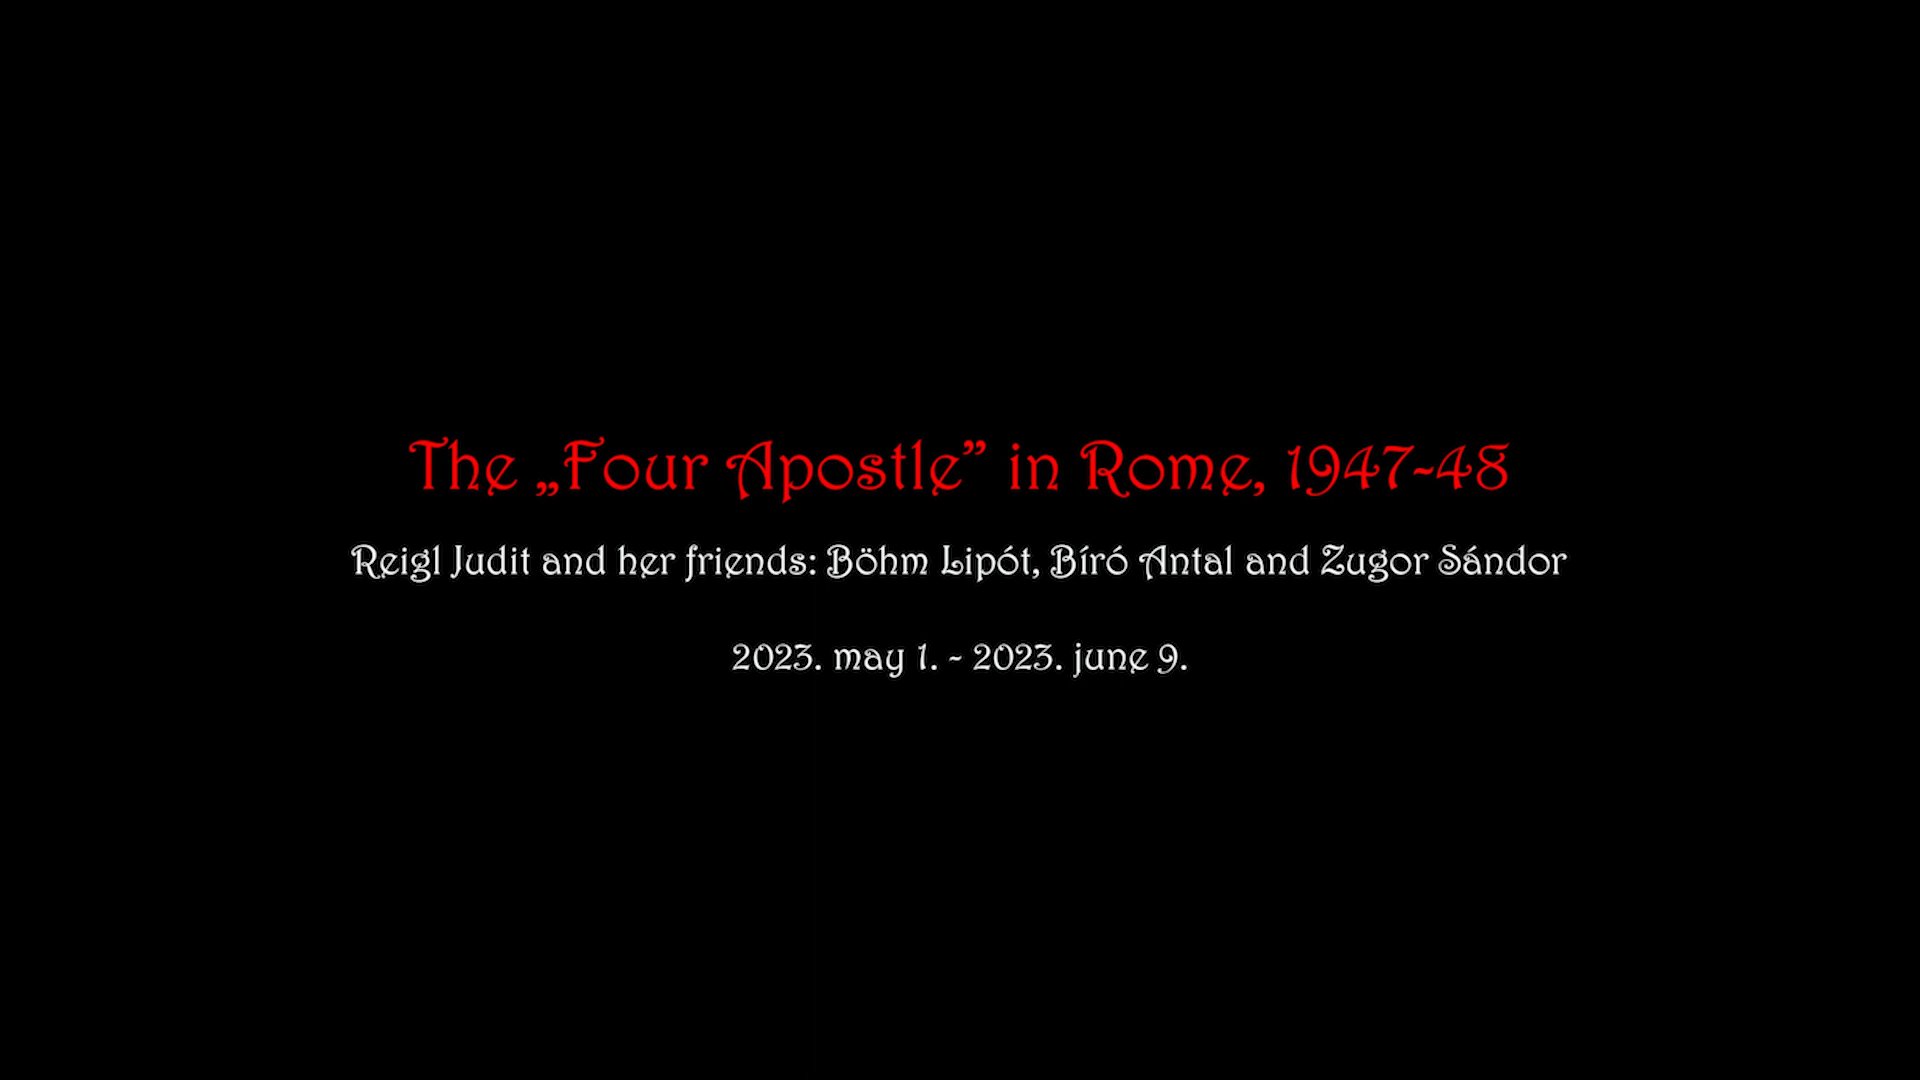 The „Four Apostle” in Rome, 1947-48
Reigl Judit and her friends: Böhm Lipót, Bíró Antal and Zugor Sándor
2023. may 1. - 2023. june 9.